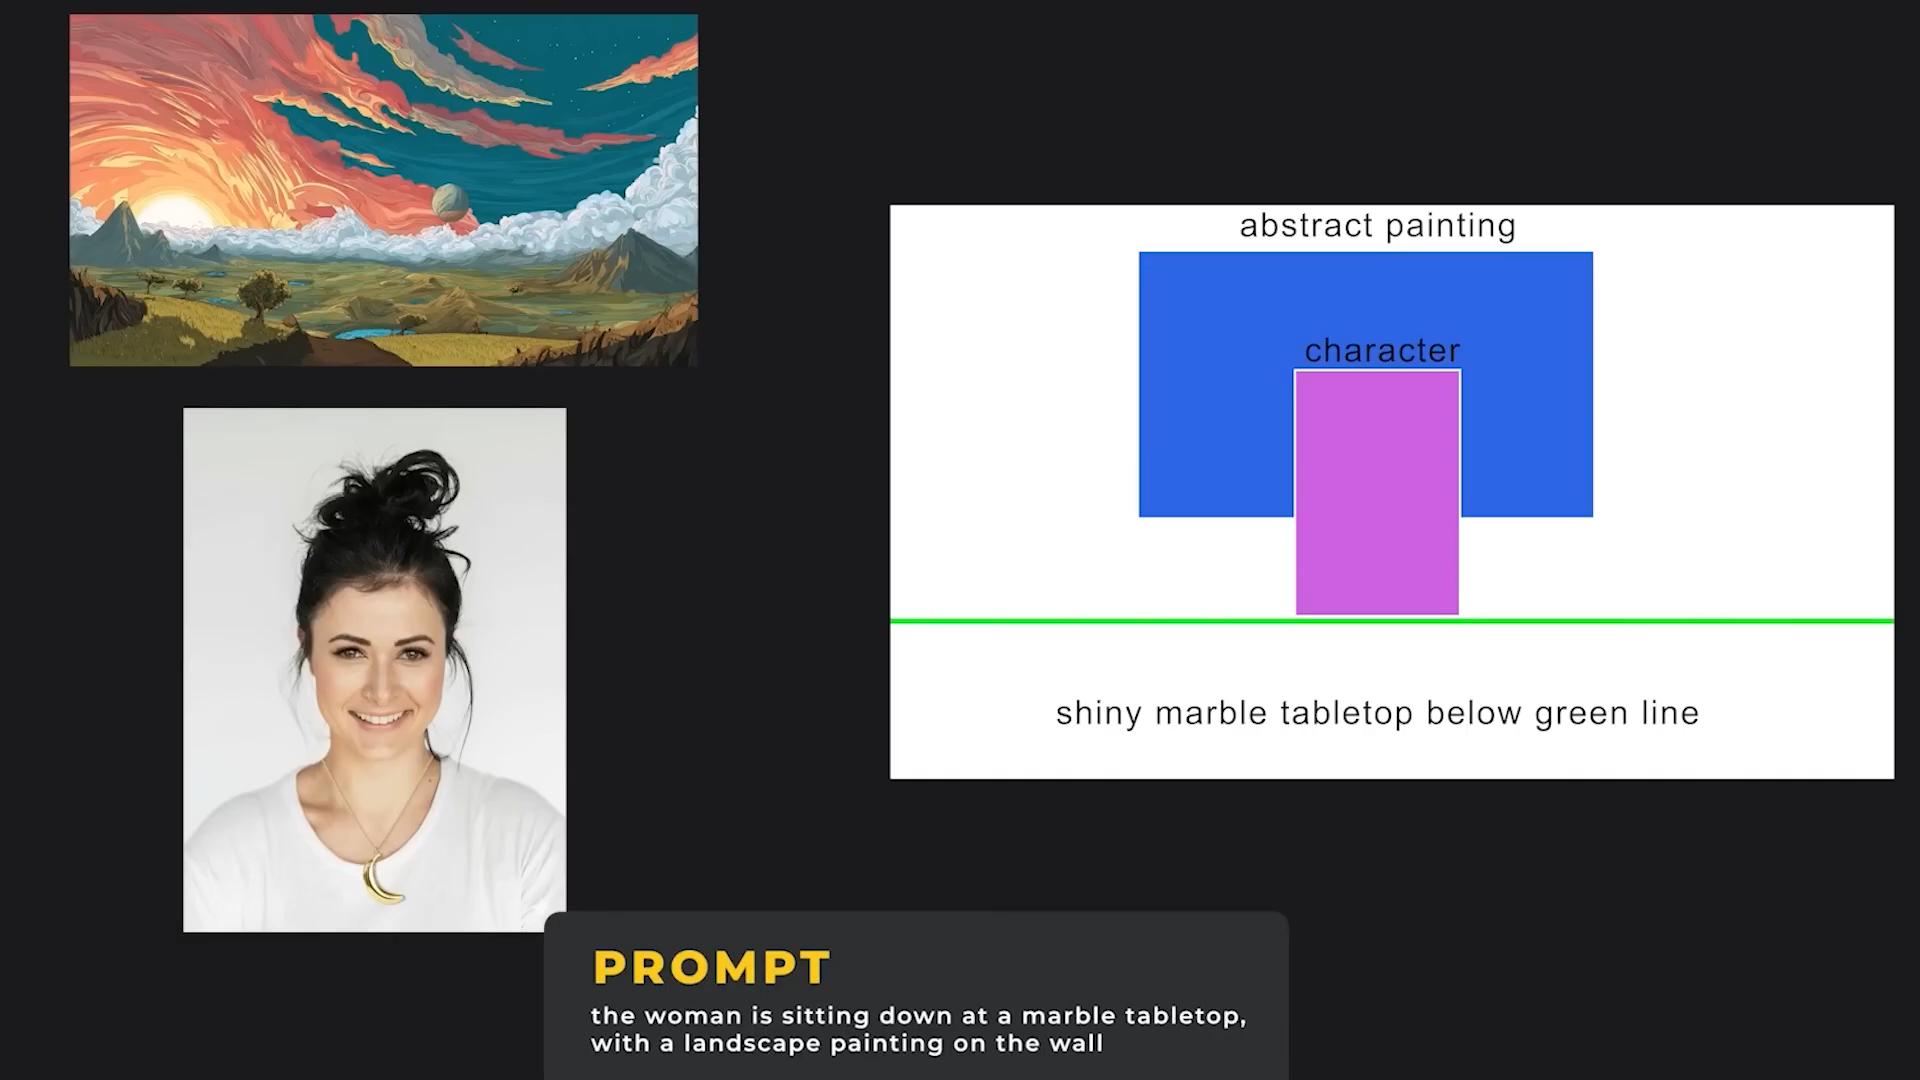 abstract painting
character
shiny marble tabletop below green line
PROMPT
the woman is sitting down at a marble tabletop,
with a landscape painting on the wall